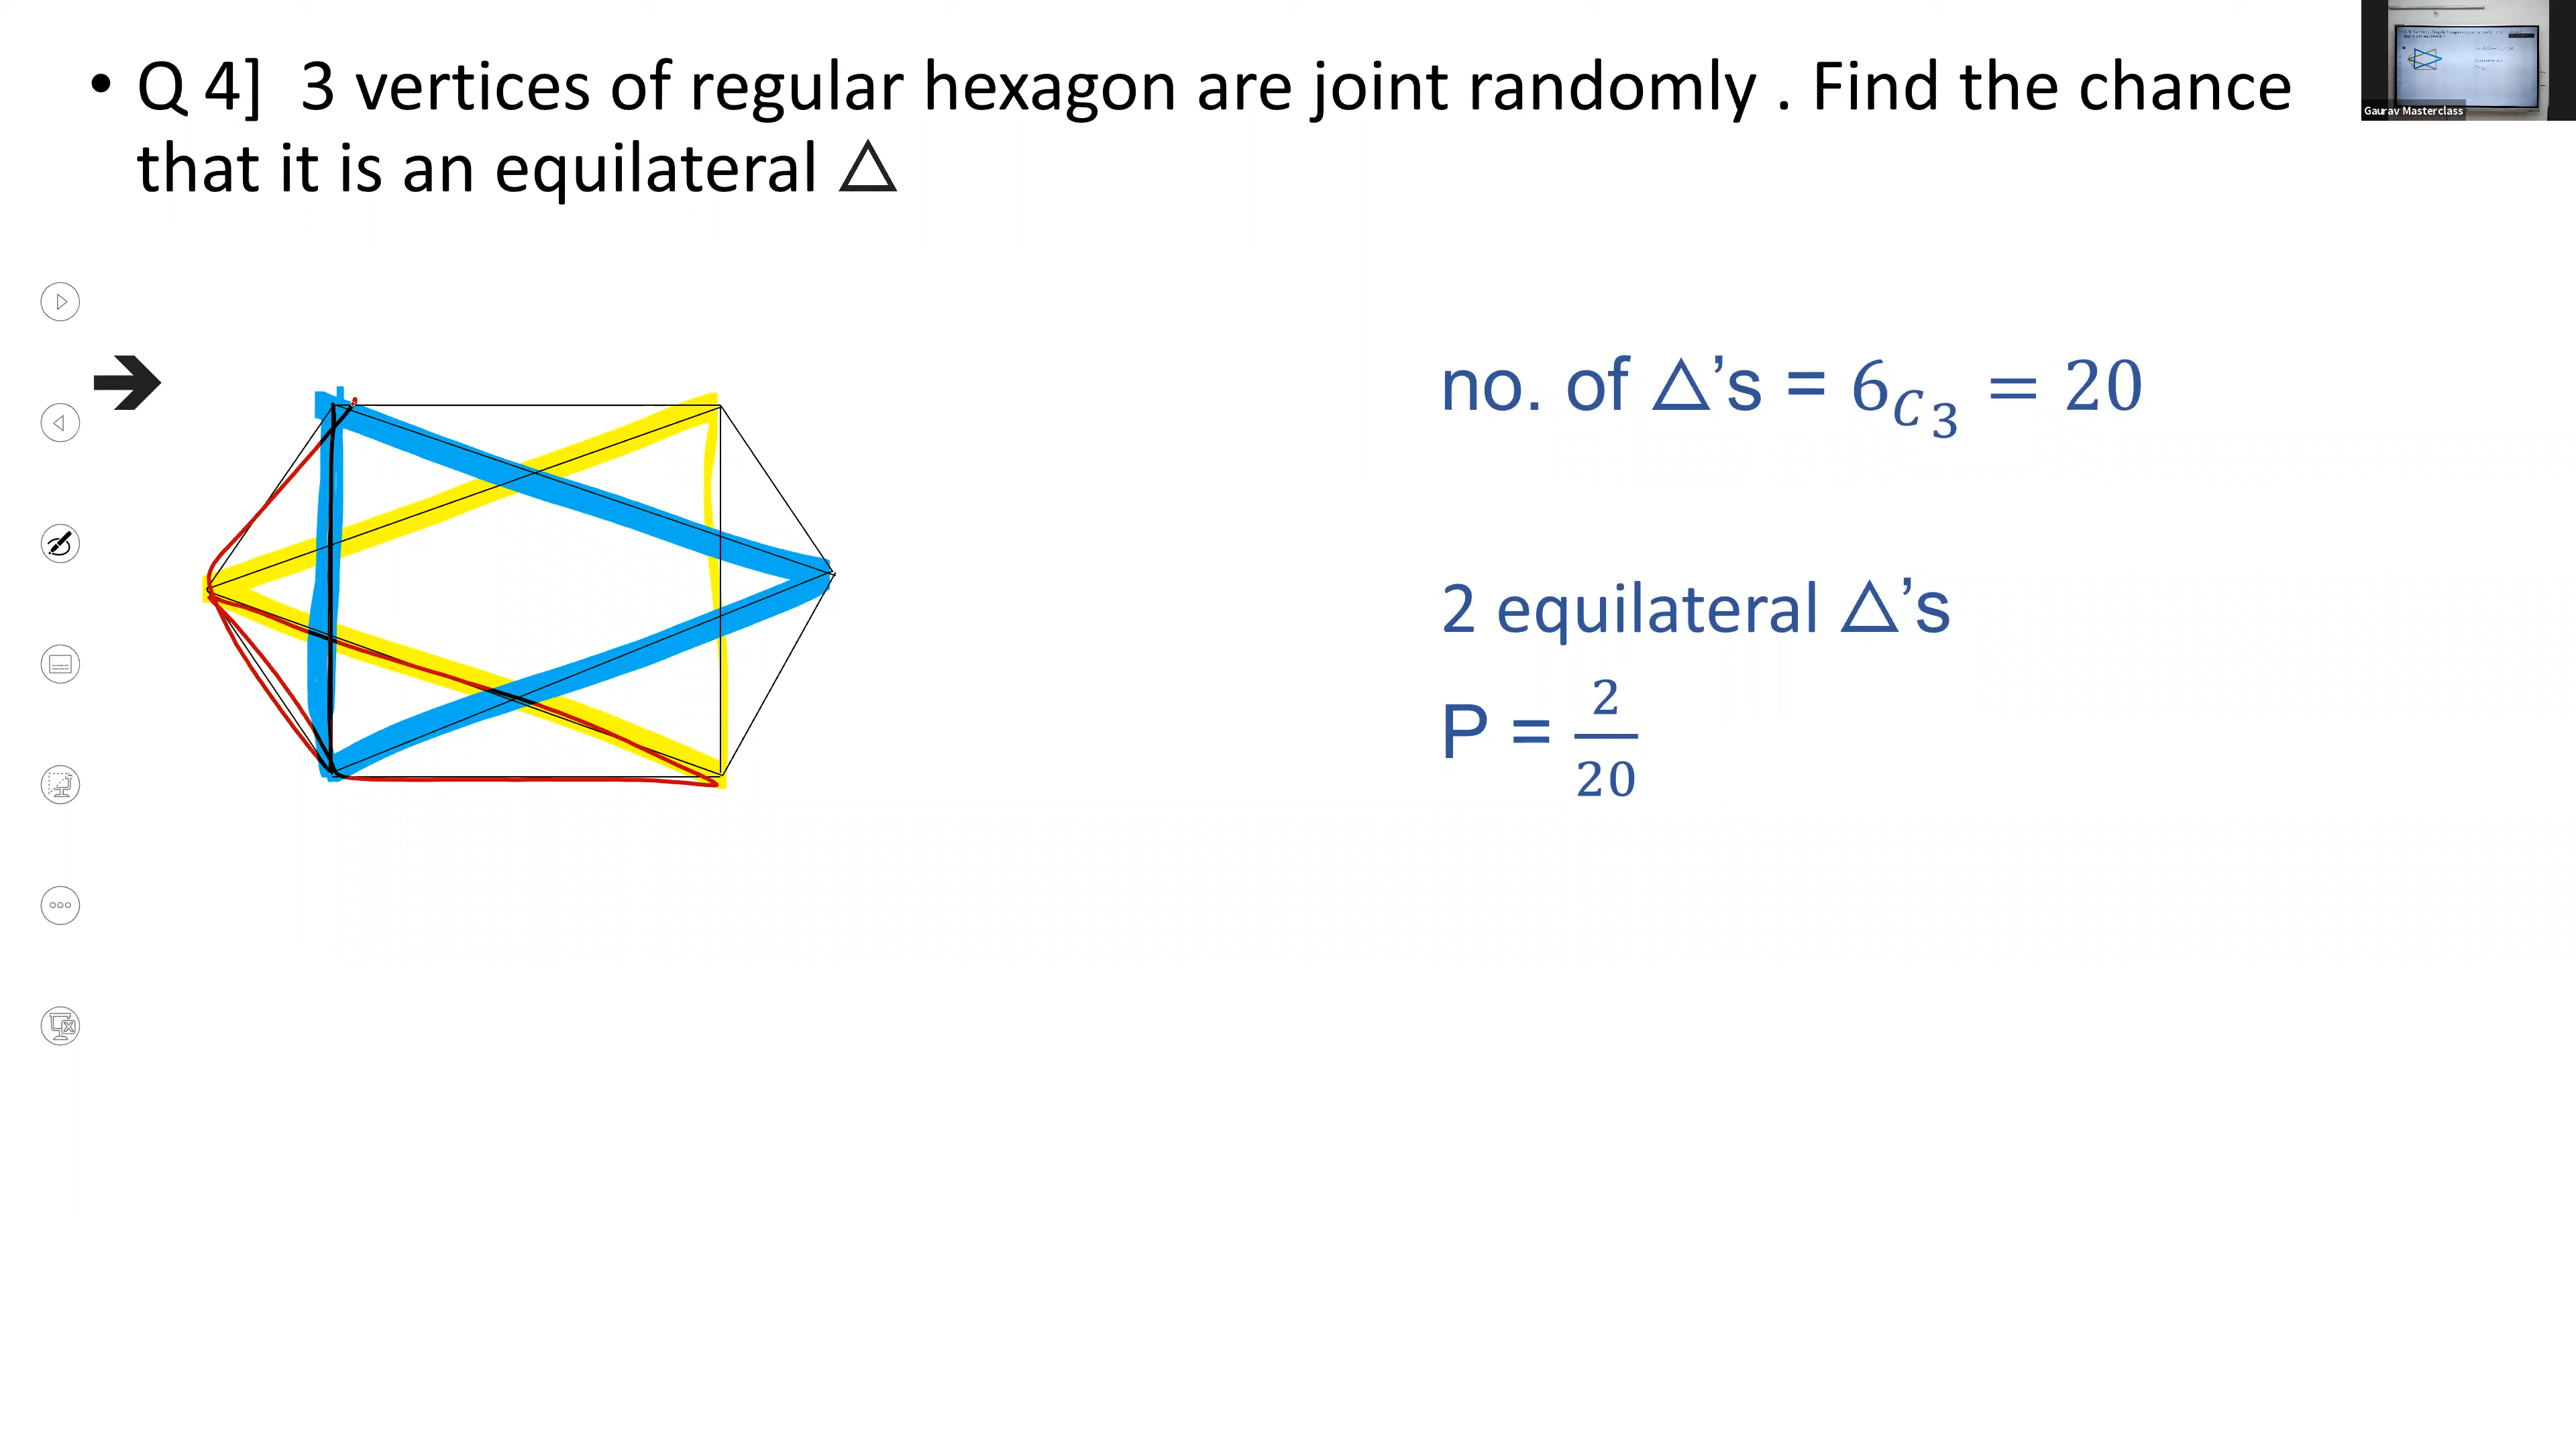 • Q 4] 3 vertices of regular hexagon are joint randomly . Find the chance
that it is an equilateral △
Gaurav Masterclass
➔
no. of △’s = 6C3 = 20
2 equilateral △’s
P = 2/20